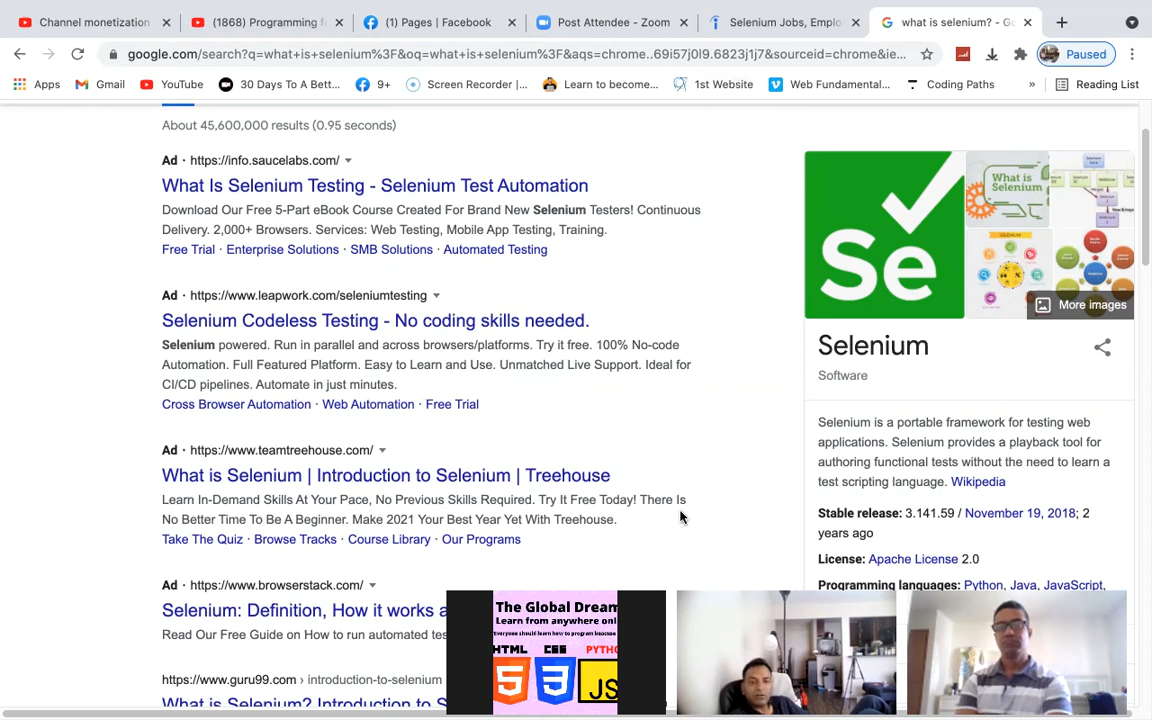 Channel monetization
(1868) Programming f
(1) Pages | Facebook
Post Attendee - Zoom
Selenium Jobs, Emplo
what is selenium? - Go
google.com/search?q=what+is+selenium%3F&oq=what+is+selenium%3F&aqs=chrome..69i57j0l9.6823j1j7&sourceid=chrome&ie...
Paused
Apps
Gmail
YouTube
30 Days To A Bett...
9+
Screen Recorder |...
Learn to become...
1st Website
Web Fundamental...
Coding Paths
»
Reading List
About 45,600,000 results (0.95 seconds)
Ad · https://info.saucelabs.com/
What Is Selenium Testing - Selenium Test Automation
Download Our Free 5-Part eBook Course Created For Brand New Selenium Testers! Continuous
Delivery. 2,000+ Browsers. Services: Web Testing, Mobile App Testing, Training.
Free Trial · Enterprise Solutions · SMB Solutions · Automated Testing
Ad · https://www.leapwork.com/seleniumtesting
Selenium Codeless Testing - No coding skills needed.
Selenium powered. Run in parallel and across browsers/platforms. Try it free. 100% No-code
Automation. Full Featured Platform. Easy to Learn and Use. Unmatched Live Support. Ideal for
CI/CD pipelines. Automate in just minutes.
Cross Browser Automation · Web Automation · Free Trial
Ad · https://www.teamtreehouse.com/
What is Selenium | Introduction to Selenium | Treehouse
Learn In-Demand Skills At Your Pace, No Previous Skills Required. Try It Free Today! There Is
No Better Time To Be A Beginner. Make 2021 Your Best Year Yet With Treehouse.
Take The Quiz · Browse Tracks · Course Library · Our Programs
Ad · https://www.browserstack.com/
Selenium: Definition, How it works a
Read Our Free Guide on How to run automated tes
https://www.guru99.com › introduction-to-selenium
What is Selenium? Introduction to Se
Se
What is
Selenium
More images
Selenium
Software
Selenium is a portable framework for testing web
applications. Selenium provides a playback tool for
authoring functional tests without the need to learn a
test scripting language. Wikipedia
Stable release: 3.141.59 / November 19, 2018; 2
years ago
License: Apache License 2.0
Programming languages: Python, Java, JavaScript,
The Global Dream
Learn from anywhere onl
HTML CSS PYTH
5 3 JS